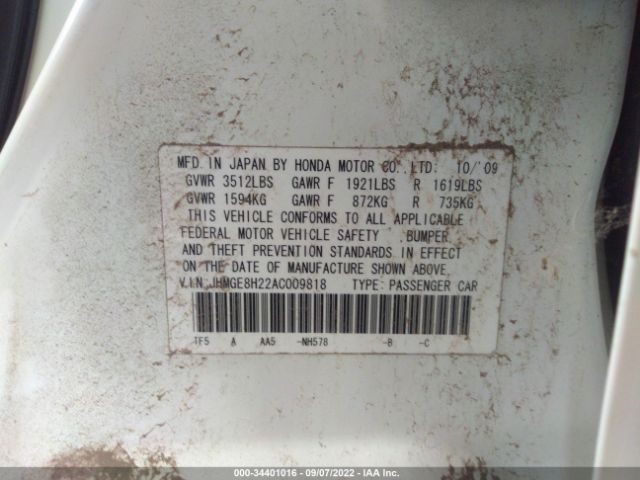 MFD. IN JAPAN BY HONDA MOTOR CO.,LTD: 10/'09
GVWR 3512LBS GAWR F 1921LBS R 1619LBS
GVWR 1594KG GAWR F 872KG R 735KG
THIS VEHICLE CONFORMS TO ALL APPLICABLE
FEDERAL MOTOR VEHICLE SAFETY ,BUMPER
AND THEFT PREVENTION STANDARDS IN EFFECT
ON THE DATE OF MANUFACTURE SHOWN ABOVE.
V.I.N:JHMGE8H22AC009818 TYPE: PASSENGER CAR
TF5 A AA5 -NH578 -B -C
000-34401016 - 09/07/2022 - IAA Inc.